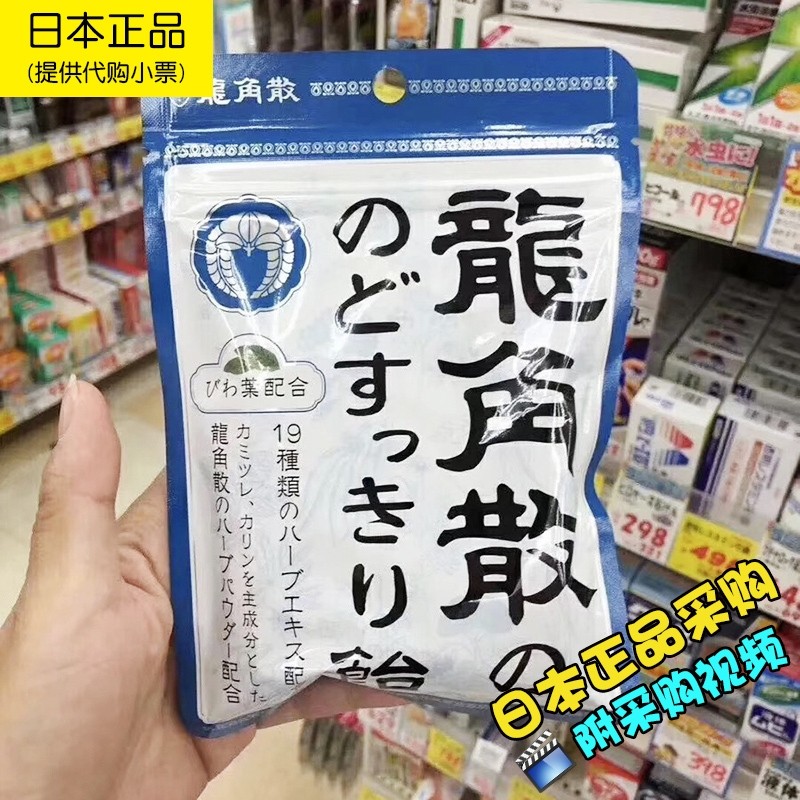 日本正品
(提供代购小票)
龍角散
龍角散の
のどすっきり飴
びわ葉配合
19種類のハーブエキス配
カミツレ、カリンを主成分とした
龍角散のハーブパウダー配合
水虫に!
798
298
398
日本正品采购
附采购视频